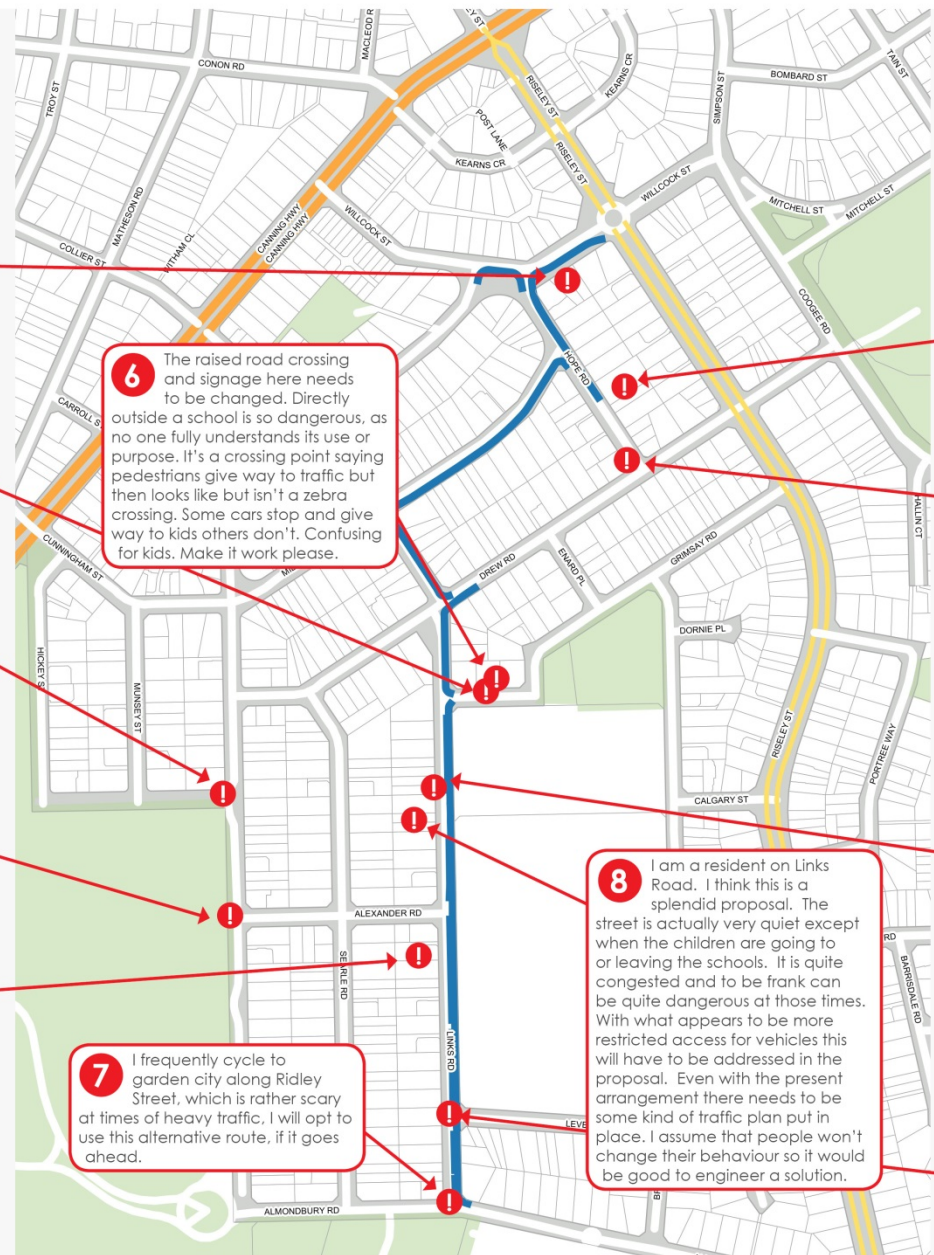 RISELEY ST
MACLEOD R
CONON RD
TROY ST
KEARNS CR
SIMPSON ST
BOMBARD ST
TAIN ST
RISELEY ST
POST LANE
KEARNS CR
RISELEY ST
WILLCOCK ST
MITCHELL ST
MITCHELL ST
MATHESON RD
WITHAM CL
COLLIER ST
CANNING HWY
CANNING HWY
WILLCOCK ST
COOGEE RD
HOPE RD
6
The raised road crossing
and signage here needs
to be changed. Directly
outside a school is so dangerous, as
no one fully understands its use or
purpose. It's a crossing point saying
pedestrians give way to traffic but
then looks like but isn't a zebra
crossing. Some cars stop and give
way to kids others don't. Confusing
for kids. Make it work please.
CARROLL S
CUNNINGHAM ST
HALLIN CT
DREW RD
ENARD PL
GRIMSAY RD
DORNIE PL
HICKEY S
MUNSEY ST
RISELEY ST
PORTREE WAY
CALGARY ST
ALEXANDER RD
SEARLE RD
LINKS RD
8
I am a resident on Links
Road. I think this is a
splendid proposal. The
street is actually very quiet except
when the children are going to
or leaving the schools. It is quite
congested and to be frank can
be quite dangerous at those times.
With what appears to be more
restricted access for vehicles this
will have to be addressed in the
proposal. Even with the present
arrangement there needs to be
some kind of traffic plan put in
place. I assume that people won't
change their behaviour so it would
be good to engineer a solution.
RD
BARRISDALE RD
7
I frequently cycle to
garden city along Ridley
Street, which is rather scary
at times of heavy traffic, I will opt to
use this alternative route, if it goes
ahead.
LEVE
BR
ALMONDBURY RD